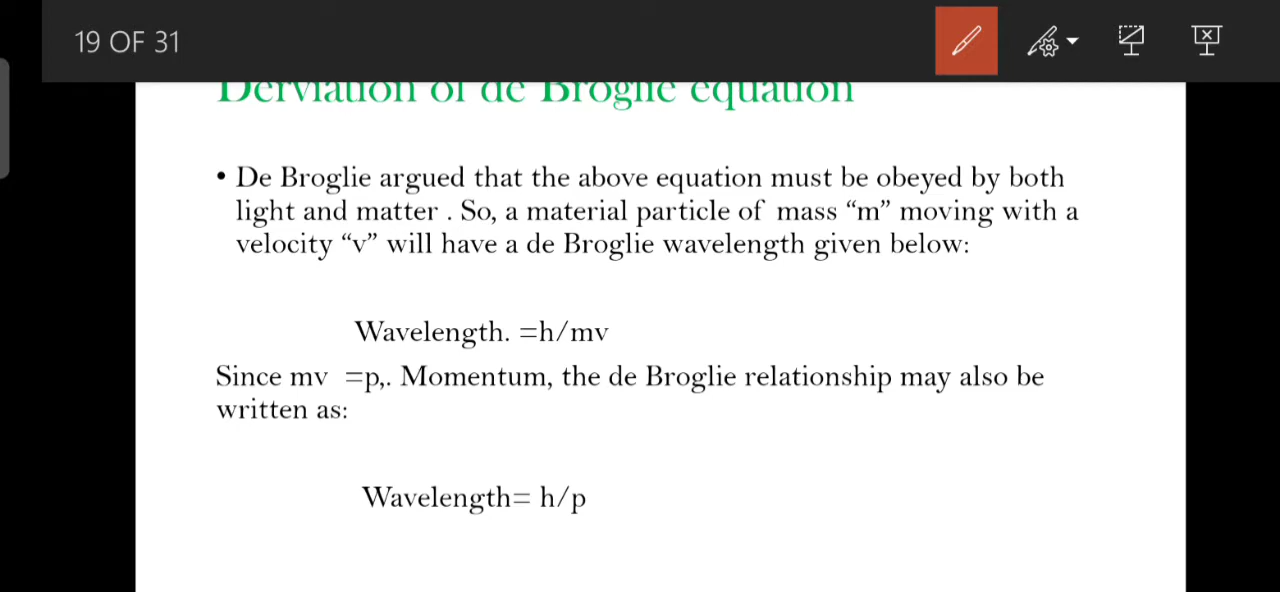 19 OF 31
Derviation of de Broglie equation
• De Broglie argued that the above equation must be obeyed by both
light and matter . So, a material particle of mass “m” moving with a
velocity “v” will have a de Broglie wavelength given below:
Wavelength. =h/mv
Since mv =p,. Momentum, the de Broglie relationship may also be
written as:
Wavelength= h/p